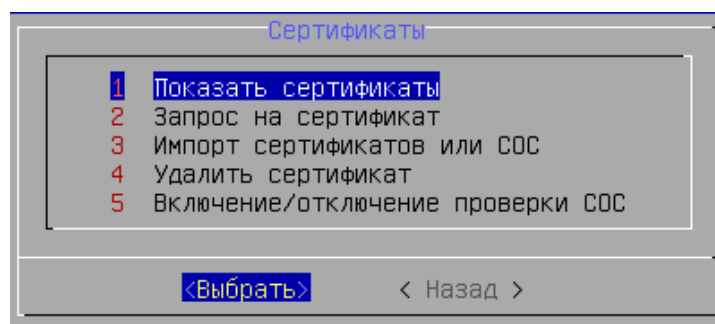 Сертификаты
1 Показать сертификаты
2 Запрос на сертификат
3 Импорт сертификатов или СОС
4 Удалить сертификат
5 Включение/отключение проверки СОС
<Выбрать> < Назад >